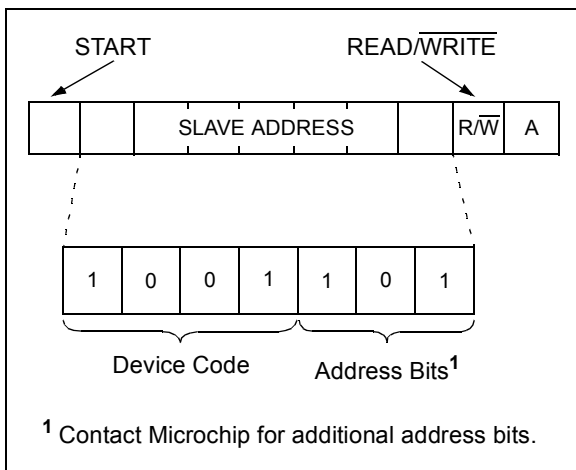 START READ/WRITE
SLAVE ADDRESS R/W A
1 0 0 1 1 0 1
Device Code Address Bits1
1 Contact Microchip for additional address bits.